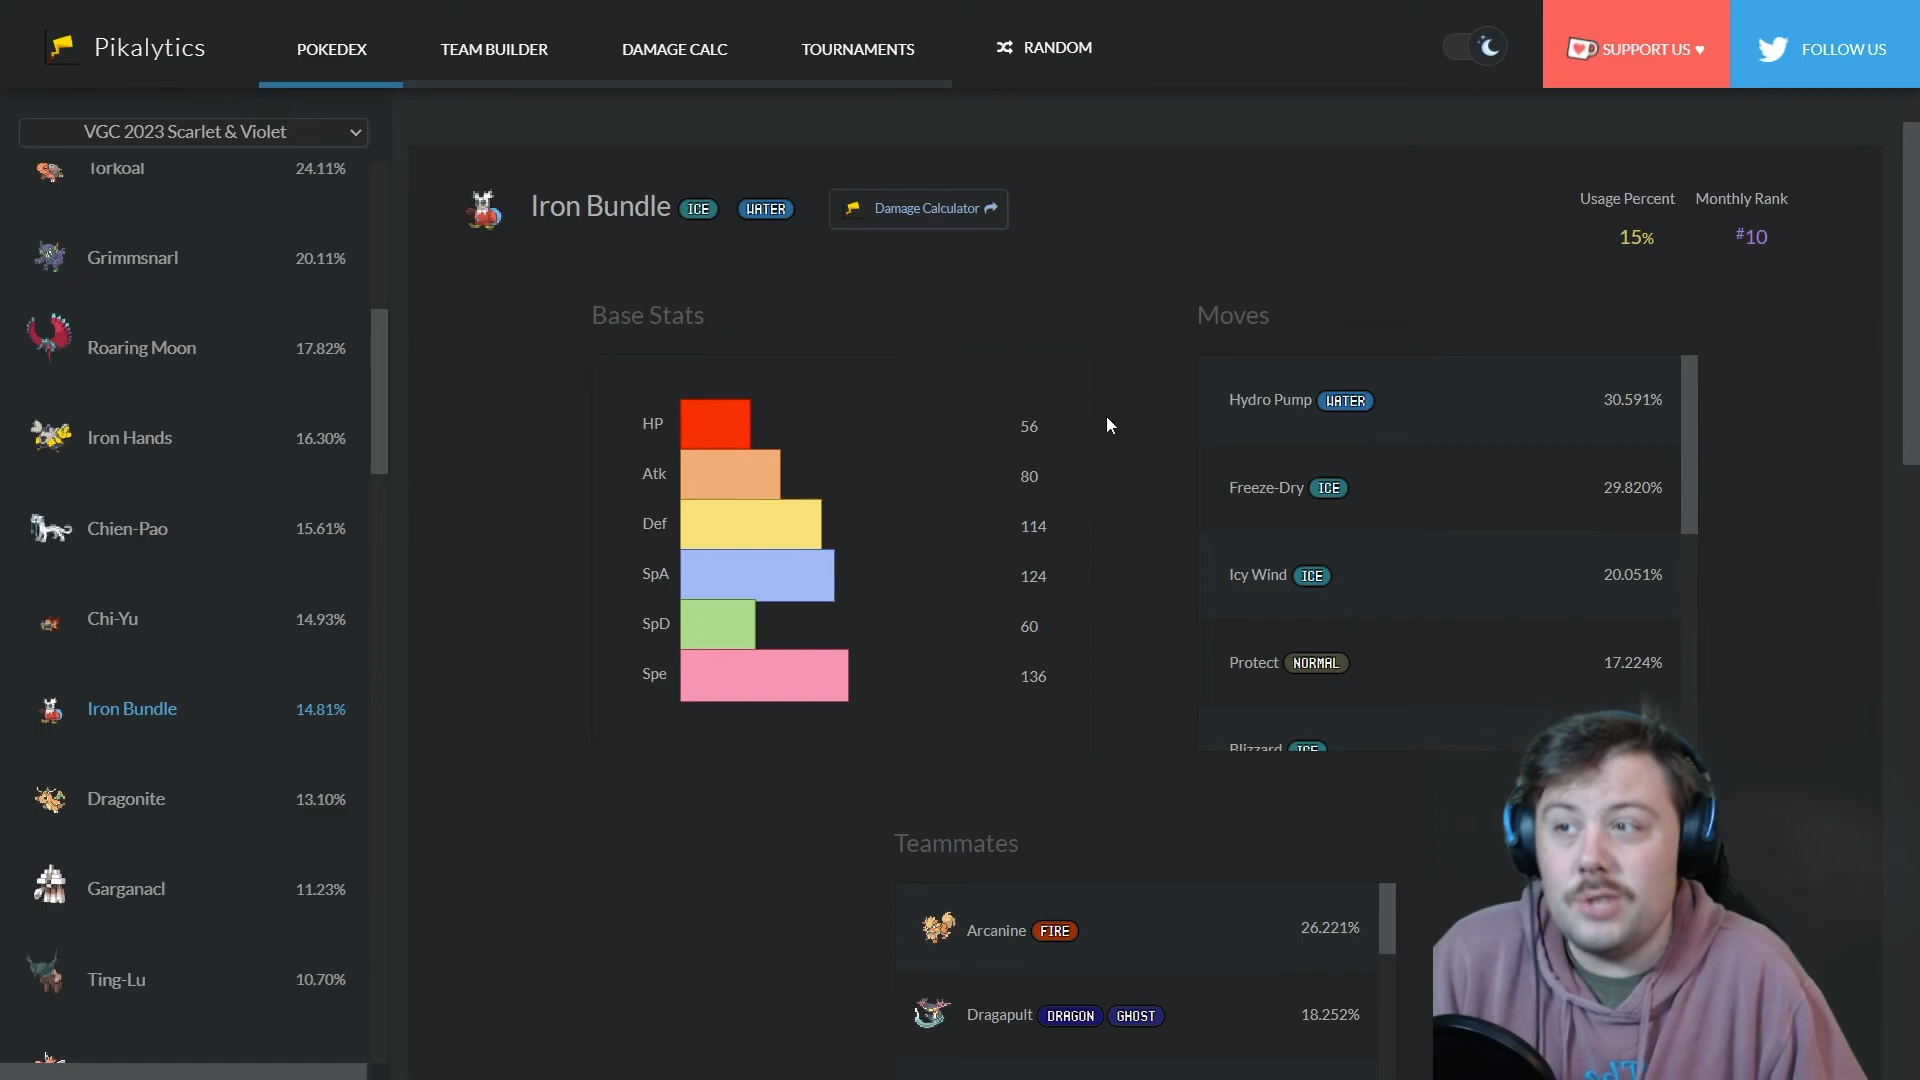 Pikalytics
POKEDEX
TEAM BUILDER
DAMAGE CALC
TOURNAMENTS
RANDOM
SUPPORT US ♥
FOLLOW US
VGC 2023 Scarlet & Violet
Torkoal 24.11%
Grimmsnarl 20.11%
Roaring Moon 17.82%
Iron Hands 16.30%
Chien-Pao 15.61%
Chi-Yu 14.93%
Iron Bundle 14.81%
Dragonite 13.10%
Garganacl 11.23%
Ting-Lu 10.70%
Iron Bundle ICE WATER
Damage Calculator
Usage Percent Monthly Rank
15% #10
Base Stats
HP 56
Atk 80
Def 114
SpA 124
SpD 60
Spe 136
Moves
Hydro Pump WATER 30.591%
Freeze-Dry ICE 29.820%
Icy Wind ICE 20.051%
Protect NORMAL 17.224%
Blizzard ICE
Teammates
Arcanine FIRE 26.221%
Dragapult DRAGON GHOST 18.252%